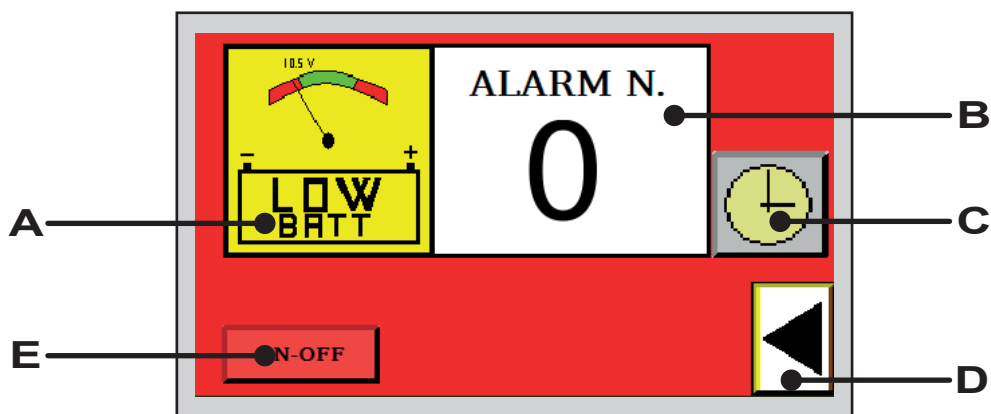 10.5 V
ALARM N.
0
B
- +
LOW
BATT
A
C
E
N-OFF
D